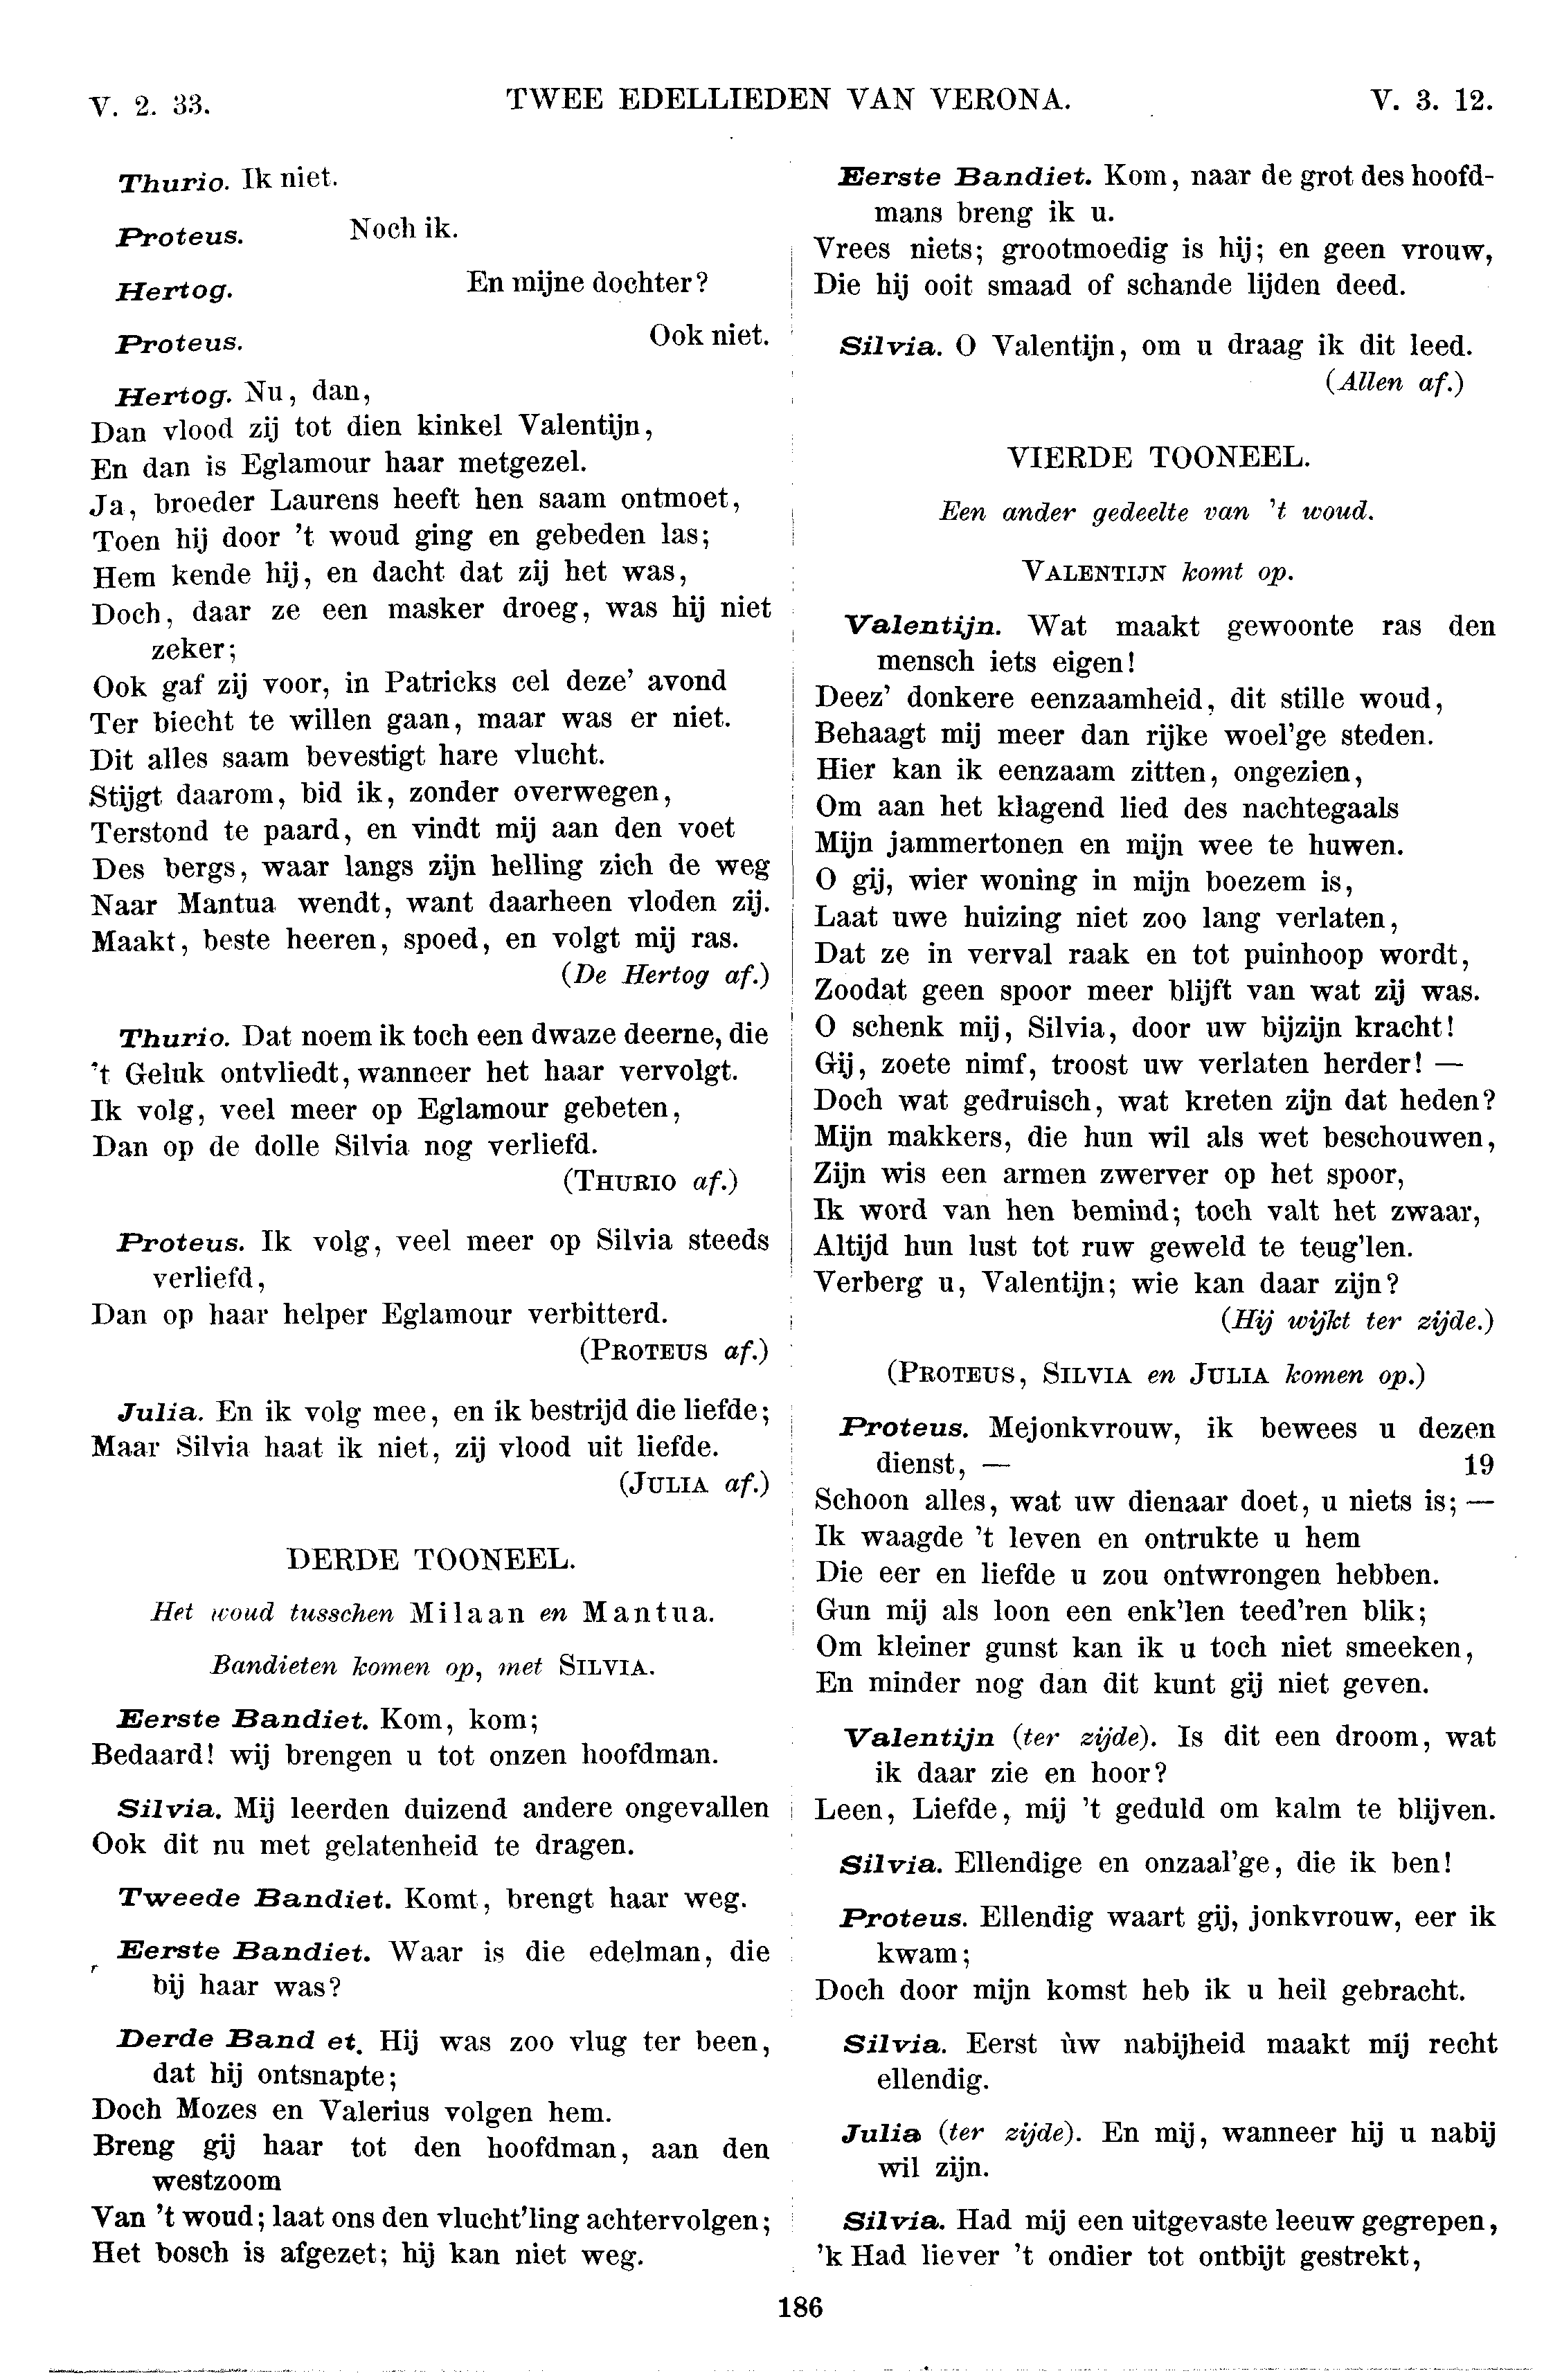 V. 2. 33. TWEE EDELLIEDEN VAN VERONA. V. 3. 12.
Thurio. Ik niet.
Proteus. Noch ik.
Hertog. En mijne dochter?
Proteus. Ook niet.
Hertog. Nu, dan,
Dan vlood zij tot dien kinkel Valentijn,
En dan is Eglamour haar metgezel.
Ja, broeder Laurens heeft hen saam ontmoet,
Toen hij door 't woud ging en gebeden las;
Hem kende hij, en dacht dat zij het was,
Doch, daar ze een masker droeg, was hij niet
zeker;
Ook gaf zij voor, in Patricks cel deze' avond
Ter biecht te willen gaan, maar was er niet.
Dit alles saam bevestigt hare vlucht.
Stijgt daarom, bid ik, zonder overwegen,
Terstond te paard, en vindt mij aan den voet
Des bergs, waar langs zijn helling zich de weg
Naar Mantua wendt, want daarheen vloden zij.
Maakt, beste heeren, spoed, en volgt mij ras.
(De Hertog af.)
Thurio. Dat noem ik toch een dwaze deerne, die
't Geluk ontvliedt, wanneer het haar vervolgt.
Ik volg, veel meer op Eglamour gebeten,
Dan op de dolle Silvia nog verliefd.
(THURIO af.)
Proteus. Ik volg, veel meer op Silvia steeds
verliefd,
Dan op haar helper Eglamour verbitterd.
(PROTEUS af.)
Julia. En ik volg mee, en ik bestrijd die liefde;
Maar Silvia haat ik niet, zij vlood uit liefde.
(JULIA af.)
DERDE TOONEEL.
Het woud tusschen Milaan en Mantua.
Bandieten komen op, met SILVIA.
Eerste Bandiet. Kom, kom;
Bedaard! wij brengen u tot onzen hoofdman.
Silvia. Mij leerden duizend andere ongevallen
Ook dit nu met gelatenheid te dragen.
Tweede Bandiet. Komt, brengt haar weg.
Eerste Bandiet. Waar is die edelman, die
bij haar was?
Derde Band et. Hij was zoo vlug ter been,
dat hij ontsnapte;
Doch Mozes en Valerius volgen hem.
Breng gij haar tot den hoofdman, aan den
westzoom
Van 't woud; laat ons den vlucht'ling achtervolgen;
Het bosch is afgezet; hij kan niet weg.
Eerste Bandiet. Kom, naar de grot des hoofd-
mans breng ik u.
Vrees niets; grootmoedig is hij; en geen vrouw,
Die hij ooit smaad of schande lijden deed.
Silvia. O Valentijn, om u draag ik dit leed.
(Allen af.)
VIERDE TOONEEL.
Een ander gedeelte van 't woud.
VALENTIJN komt op.
Valentijn. Wat maakt gewoonte ras den
mensch iets eigen!
Deez' donkere eenzaamheid, dit stille woud,
Behaagt mij meer dan rijke woel'ge steden.
Hier kan ik eenzaam zitten, ongezien,
Om aan het klagend lied des nachtegaals
Mijn jammertonen en mijn wee te huwen.
O gij, wier woning in mijn boezem is,
Laat uwe huizing niet zoo lang verlaten,
Dat ze in verval raak en tot puinhoop wordt,
Zoodat geen spoor meer blijft van wat zij was.
O schenk mij, Silvia, door uw bijzijn kracht!
Gij, zoete nimf, troost uw verlaten herder! —
Doch wat gedruisch, wat kreten zijn dat heden?
Mijn makkers, die hun wil als wet beschouwen,
Zijn wis een armen zwerver op het spoor,
Ik word van hen bemind; toch valt het zwaar,
Altijd hun lust tot ruw geweld te teug'len.
Verberg u, Valentijn; wie kan daar zijn?
(Hij wijkt ter zijde.)
(PROTEUS, SILVIA en JULIA komen op.)
Proteus. Mejonkvrouw, ik bewees u dezen
dienst, — 19
Schoon alles, wat uw dienaar doet, u niets is; —
Ik waagde 't leven en ontrukte u hem
Die eer en liefde u zou ontwrongen hebben.
Gun mij als loon een enk'len teed'ren blik;
Om kleiner gunst kan ik u toch niet smeeken,
En minder nog dan dit kunt gij niet geven.
Valentijn (ter zijde). Is dit een droom, wat
ik daar zie en hoor?
Leen, Liefde, mij 't geduld om kalm te blijven.
Silvia. Ellendige en onzaal'ge, die ik ben!
Proteus. Ellendig waart gij, jonkvrouw, eer ik
kwam;
Doch door mijn komst heb ik u heil gebracht.
Silvia. Eerst ùw nabijheid maakt mij recht
ellendig.
Julia (ter zijde). En mij, wanneer hij u nabij
wil zijn.
Silvia. Had mij een uitgevaste leeuw gegrepen,
'k Had liever 't ondier tot ontbijt gestrekt,
186